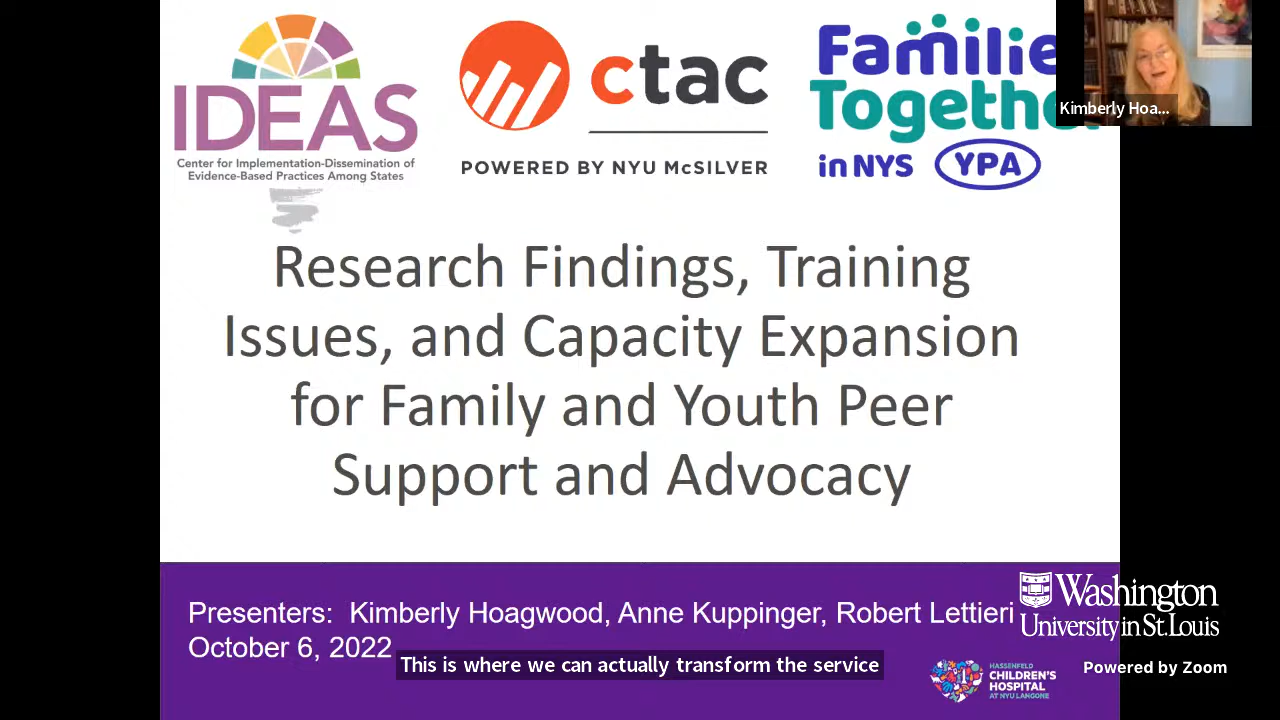 IDEAS
Center for Implementation-Dissemination of
Evidence-Based Practices Among States
ctac
POWERED BY NYU McSILVER
Familie
Togethe
in NYS YPA
Kimberly Hoa...
Research Findings, Training
Issues, and Capacity Expansion
for Family and Youth Peer
Support and Advocacy
Presenters: Kimberly Hoagwood, Anne Kuppinger, Robert Lettieri
October 6, 2022
This is where we can actually transform the service
Washington
University in St. Louis
HASSENFELD
CHILDREN'S
HOSPITAL
AT NYU LANGONE
Powered by Zoom